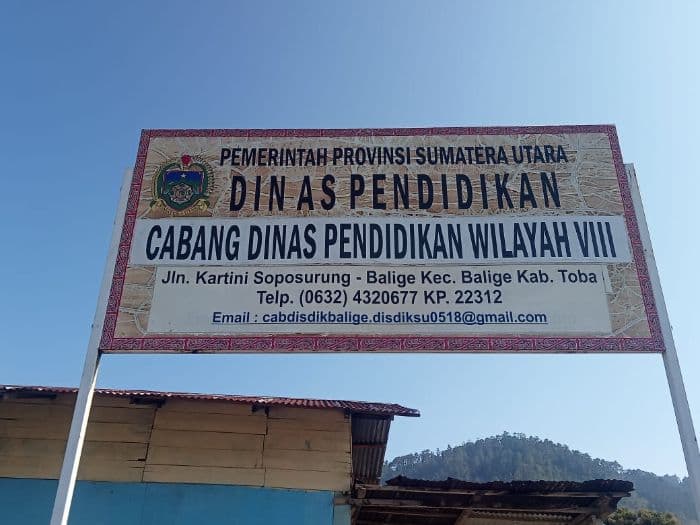 PEMERINTAH PROVINSI SUMATERA UTARA
DINAS PENDIDIKAN
CABANG DINAS PENDIDIKAN WILAYAH VIII
Jln. Kartini Soposurung - Balige Kec. Balige Kab. Toba
Telp. (0632) 4320677 KP. 22312
Email : cabdisdikbalige.disdiksu0518@gmail.com